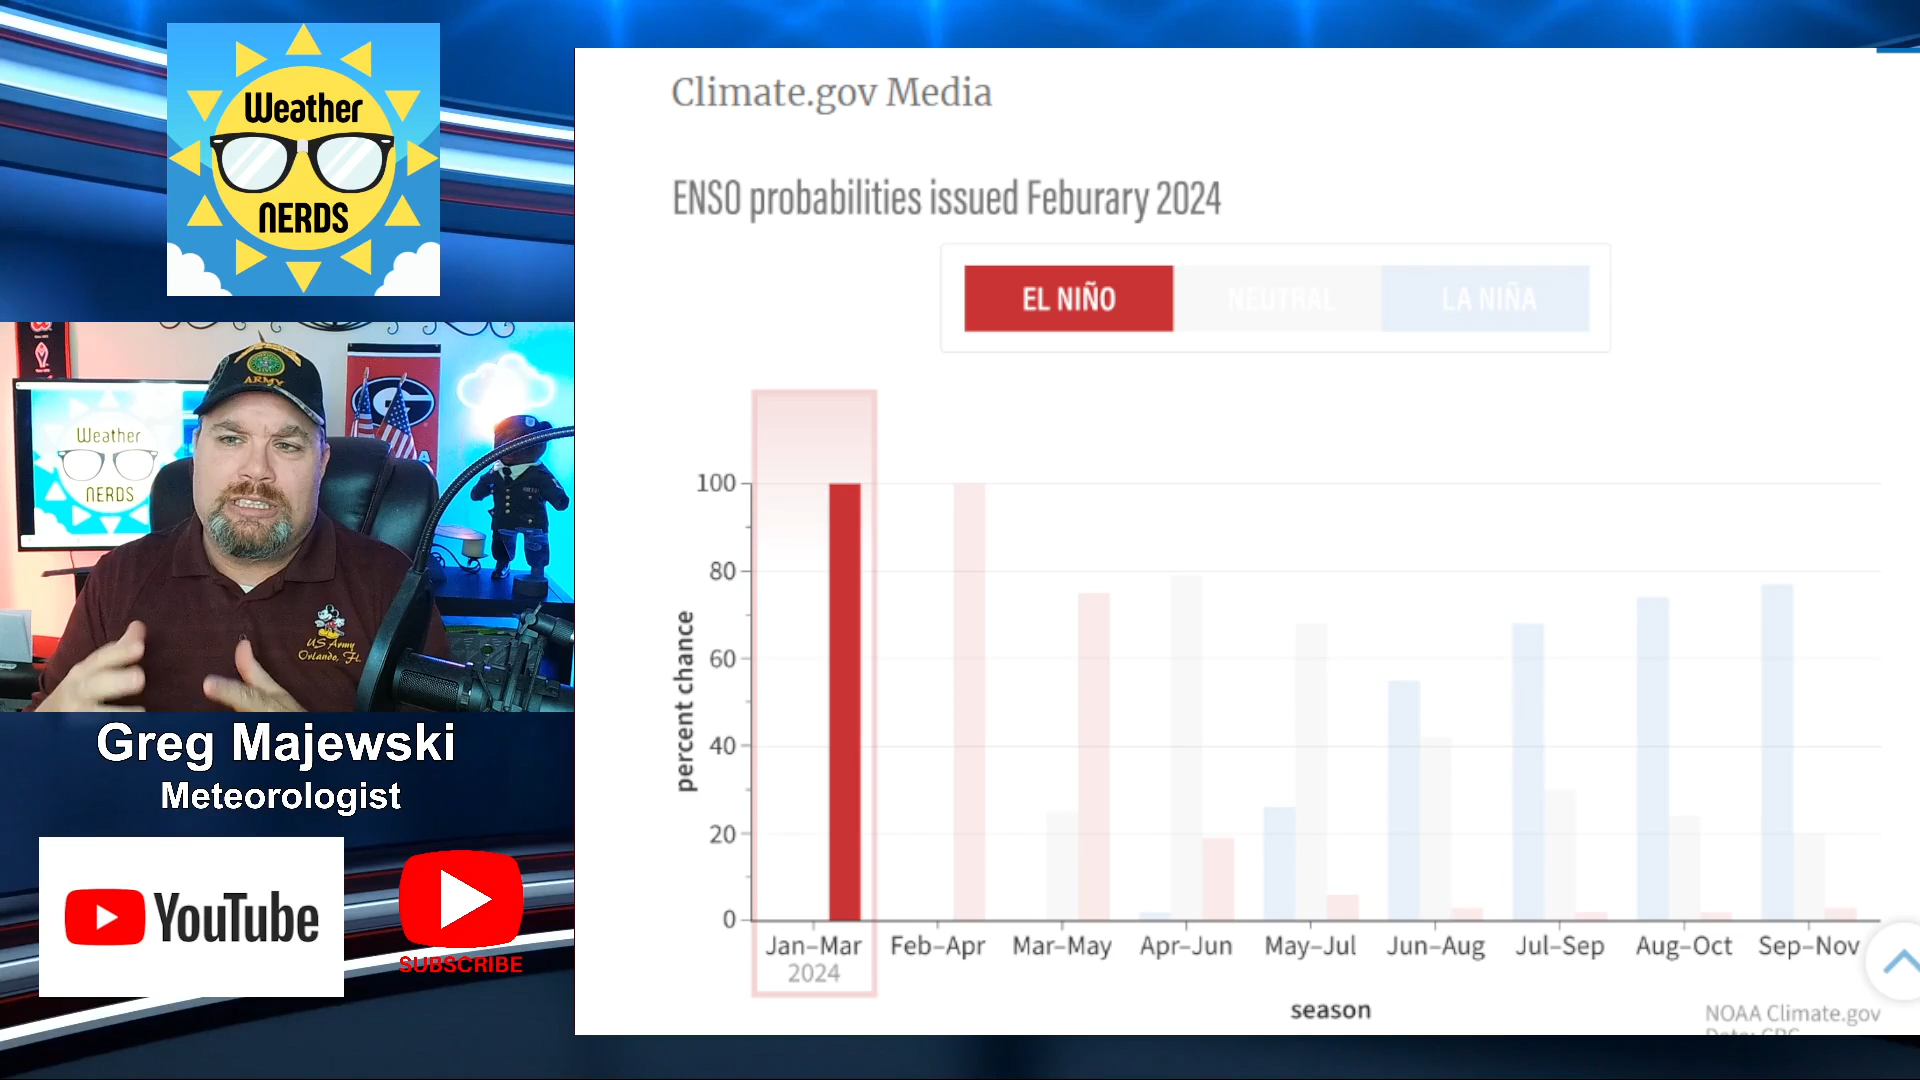 Weather
NERDS
ARMY
G
Weather
NERDS
US Army
Orlando, FL.
Greg Majewski
Meteorologist
YouTube
SUBSCRIBE
Climate.gov Media
ENSO probabilities issued Feburary 2024
EL NIÑO
NEUTRAL
LA NIÑA
percent chance
100
80
60
40
20
0
Jan–Mar Feb–Apr Mar–May Apr–Jun May–Jul Jun–Aug Jul–Sep Aug–Oct Sep–Nov
2024
season
NOAA Climate.gov
Data: CPC